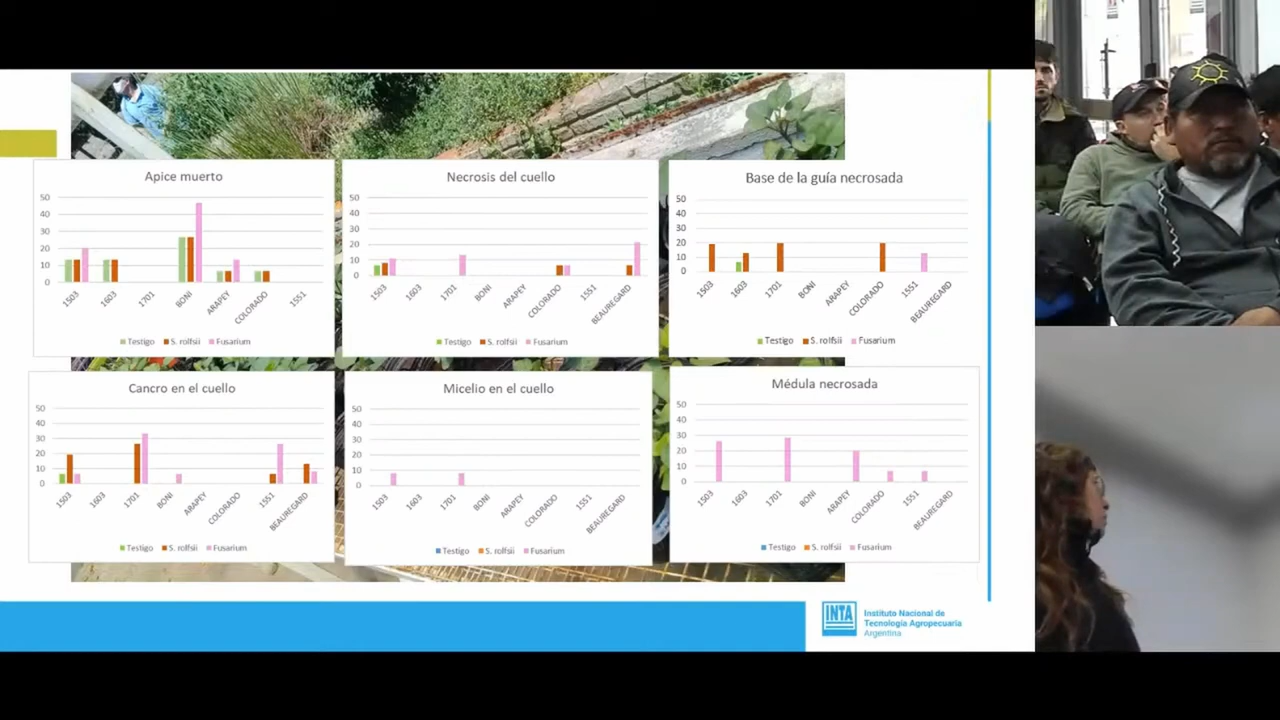 Apice muerto
50
40
30
20
10
0
1503
1603
1701
BONI
ARAPEY
COLORADO
1551
Testigo S. rolfsii Fusarium
Necrosis del cuello
50
40
30
20
10
0
1503
1603
1701
BONI
ARAPEY
COLORADO
1551
BEAUREGARD
Testigo S. rolfsii Fusarium
Base de la guía necrosada
50
40
30
20
10
0
1503
1603
1701
BONI
ARAPEY
COLORADO
1551
BEAUREGARD
Testigo S. rolfsii Fusarium
Cancro en el cuello
50
40
30
20
10
0
1503
1603
1701
BONI
ARAPEY
COLORADO
1551
BEAUREGARD
Testigo S. rolfsii Fusarium
Micelio en el cuello
50
40
30
20
10
0
1503
1603
1701
BONI
ARAPEY
COLORADO
1551
BEAUREGARD
Testigo S. rolfsii Fusarium
Médula necrosada
50
40
30
20
10
0
1503
1603
1701
BONI
ARAPEY
COLORADO
1551
BEAUREGARD
Testigo S. rolfsii Fusarium
INTA
Instituto Nacional de
Tecnología Agropecuaria
Argentina